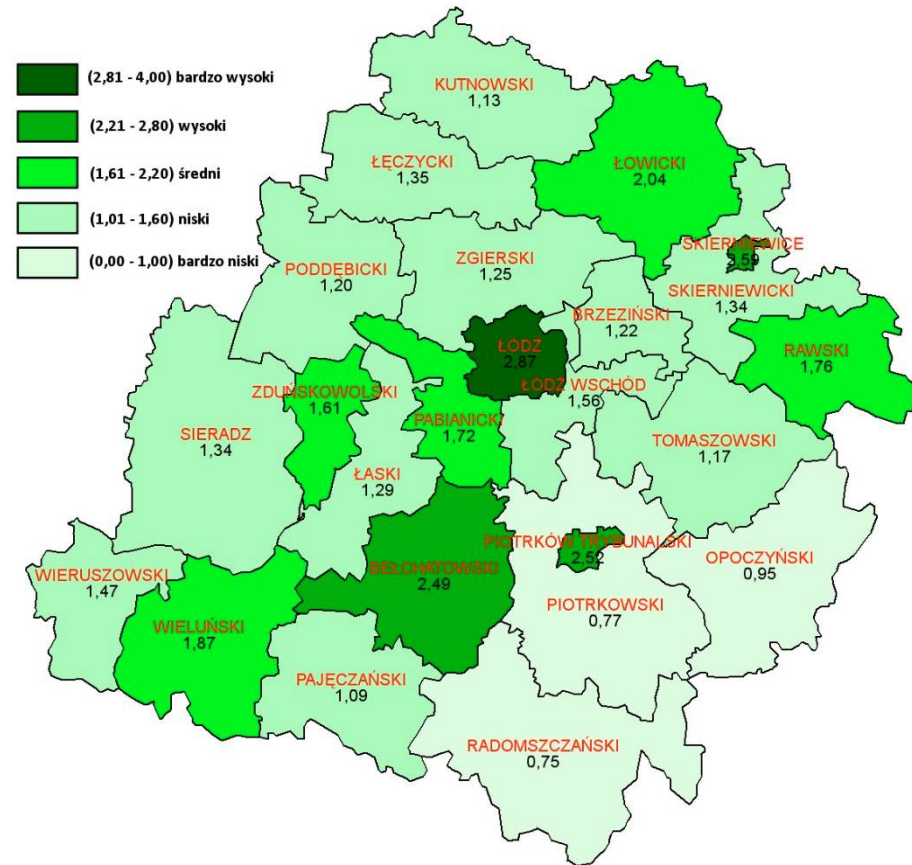 (2,81 - 4,00) bardzo wysoki
(2,21 - 2,80) wysoki
(1,61 - 2,20) średni
(1,01 - 1,60) niski
(0,00 - 1,00) bardzo niski
KUTNOWSKI
1,13
ŁĘCZYCKI
1,35
ŁOWICKI
2,04
SKIERNIEWICE
2,59
PODDĘBICKI
1,20
ZGIERSKI
1,25
SKIERNIEWICKI
1,34
BRZEZIŃSKI
1,22
ŁÓDZ
2,87
RAWSKI
1,76
ŁÓDZ WSCHÓD
1,56
ZDUŃSKOWOLSKI
1,61
PABIANICKI
1,72
SIERADZ
1,34
TOMASZOWSKI
1,17
ŁASKI
1,29
PIOTRKÓW TRYBUNALSKI
2,52
OPOCZYŃSKI
0,95
BEŁCHATOWSKI
2,49
WIERUSZOWSKI
1,47
PIOTRKOWSKI
0,77
WIELUŃSKI
1,87
PAJĘCZAŃSKI
1,09
RADOMSZCZAŃSKI
0,75